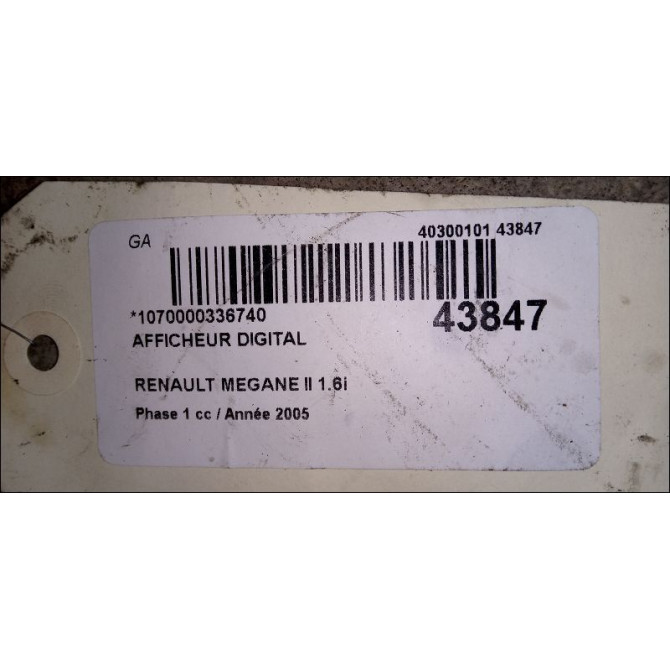 GA
40300101 43847
*1070000336740
43847
AFFICHEUR DIGITAL
RENAULT MEGANE II 1.6i
Phase 1 cc / Année 2005